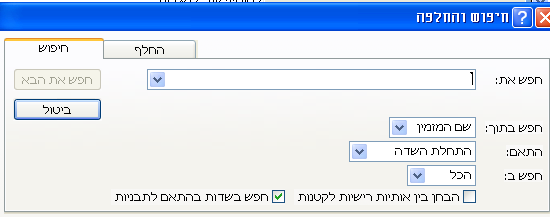 חיפוש והחלפה
חיפוש
החלף
חפש את:
חפש את הבא
ביטול
חפש בתוך:
שם המזמין
התאם:
התחלת השדה
חפש ב:
הכל
הבחן בין אותיות רישיות לקטנות
חפש בשדות בהתאם לתבניות